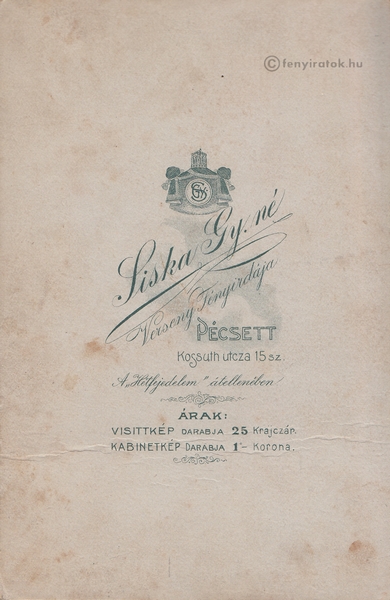 ©fenyiratok.hu
Siska Gy. né
Verseny Fényirdája
PÉCSETT
Kossuth utcza 15 sz.
A „Hétfejedelem” átellenében
ÁRAK:
VISITTKÉP DARABJA 25 Krajczár.
KABINETKÉP DARABJA 1·– Korona.